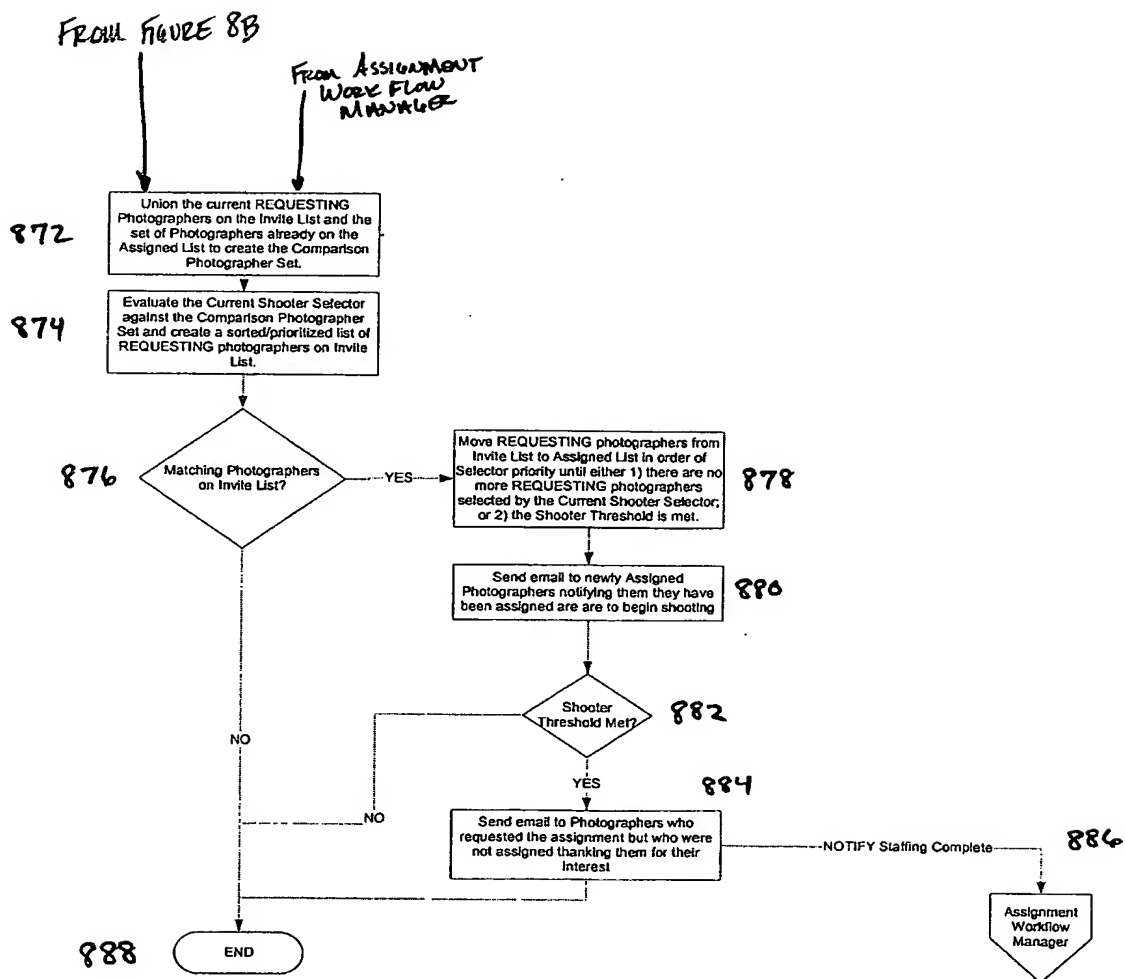 FROM FIGURE 8B
FROM ASSIGNMENT
WORK FLOW
MANAGER
872
Union the current REQUESTING
Photographers on the Invite List and the
set of Photographers already on the
Assigned List to create the Comparison
Photographer Set.
874
Evaluate the Current Shooter Selector
against the Comparison Photographer
Set and create a sorted/prioritized list of
REQUESTING photographers on Invite
List.
876
Matching Photographers
on Invite List?
YES
Move REQUESTING photographers from
Invite List to Assigned List in order of
Selector priority until either 1) there are no
more REQUESTING photographers
selected by the Current Shooter Selector;
or 2) the Shooter Threshold is met.
878
Send email to newly Assigned
Photographers notifying them they have
been assigned are are to begin shooting
880
Shooter
Threshold Met?
882
NO
NO
YES
884
Send email to Photographers who
requested the assignment but who were
not assigned thanking them for their
Interest
NOTIFY Staffing Complete
886
Assignment
Workflow
Manager
888
END